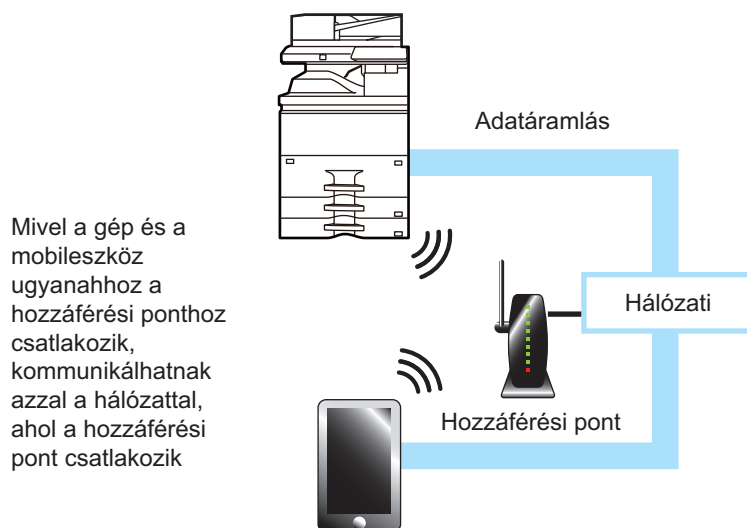 Adatáramlás
Mivel a gép és a
mobileszköz
ugyanahhoz a
hozzáférési ponthoz
csatlakozik,
kommunikálhatnak
azzal a hálózattal,
ahol a hozzáférési
pont csatlakozik
Hálózati
Hozzáférési pont